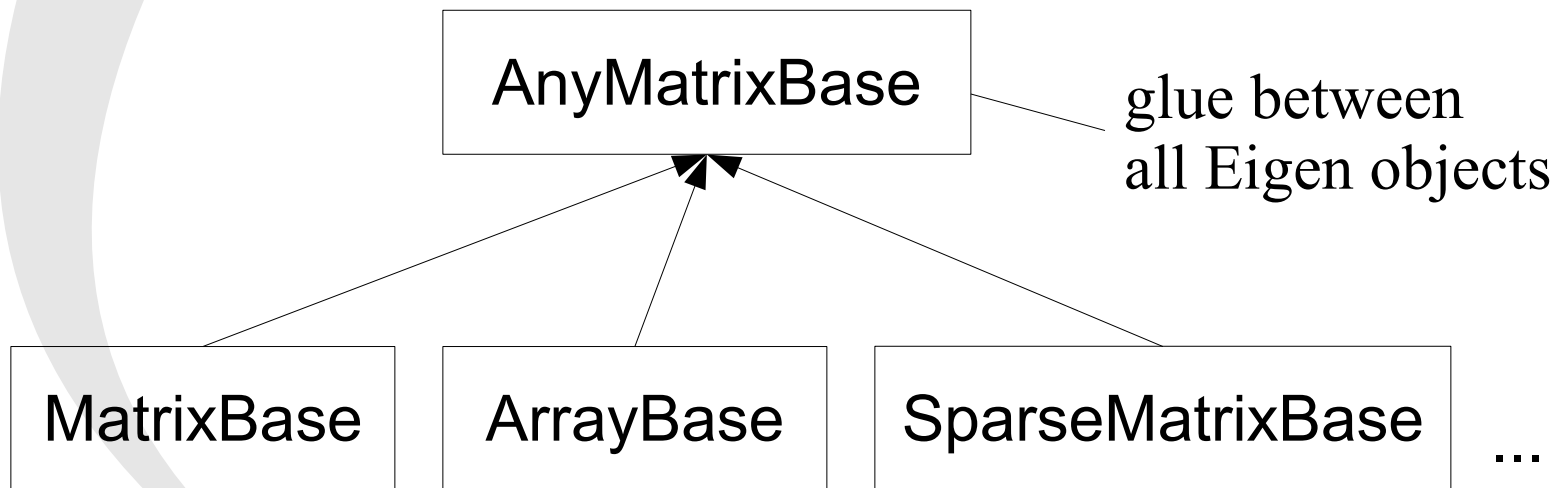 AnyMatrixBase
glue between
all Eigen objects
MatrixBase
ArrayBase
SparseMatrixBase
...